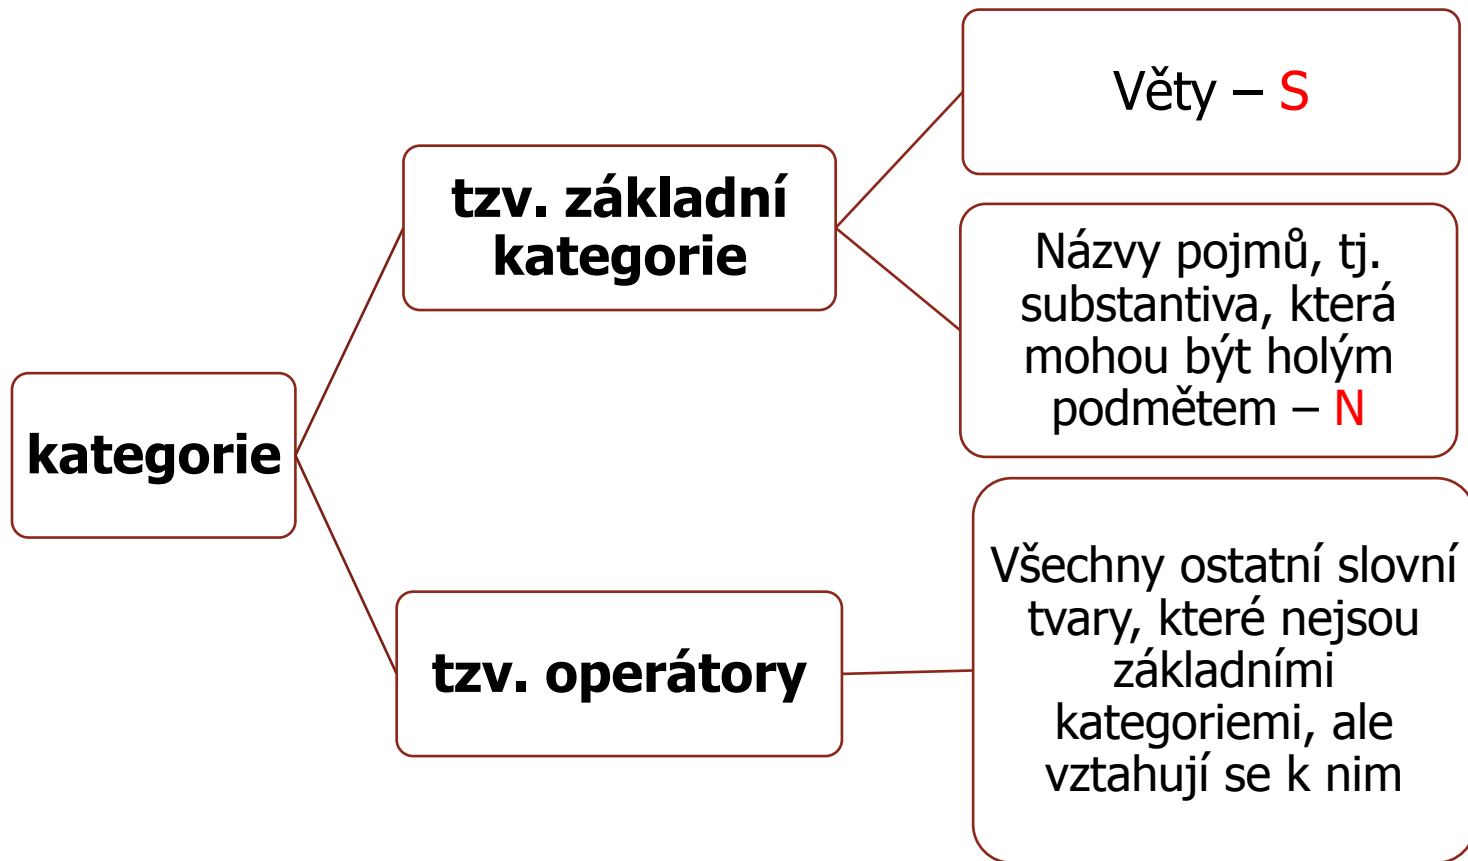 kategorie
tzv. základní
kategorie
Věty – S
Názvy pojmů, tj.
substantiva, která
mohou být holým
podmětem – N
tzv. operátory
Všechny ostatní slovní
tvary, které nejsou
základními
kategoriemi, ale
vztahují se k nim